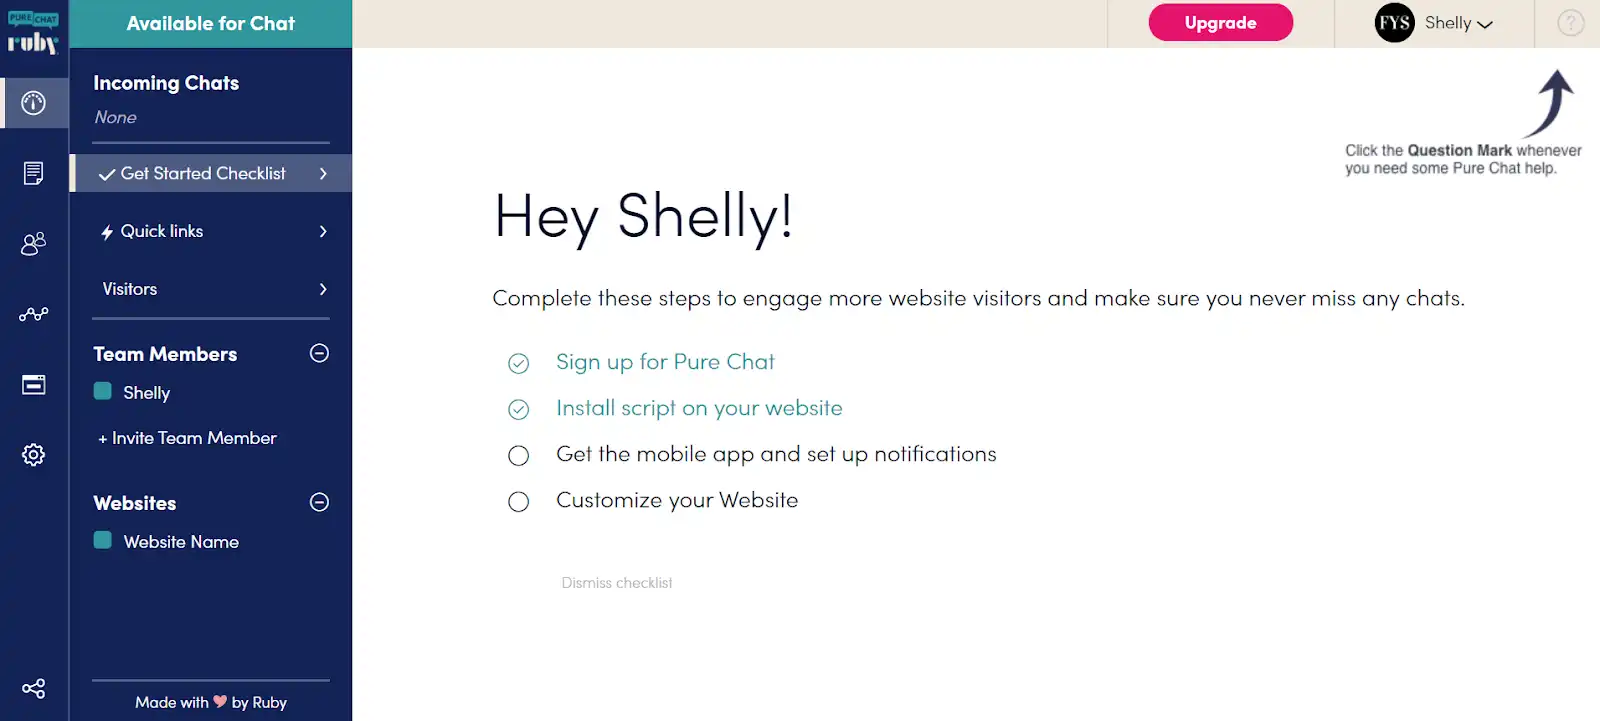 PURE CHAT
ruby
Available for Chat
Upgrade
FYS
Shelly
?
Incoming Chats
None
Get Started Checklist
Quick links
Visitors
Team Members
Shelly
+ Invite Team Member
Websites
Website Name
Made with ❤ by Ruby
Click the Question Mark whenever
you need some Pure Chat help.
Hey Shelly!
Complete these steps to engage more website visitors and make sure you never miss any chats.
Sign up for Pure Chat
Install script on your website
Get the mobile app and set up notifications
Customize your Website
Dismiss checklist